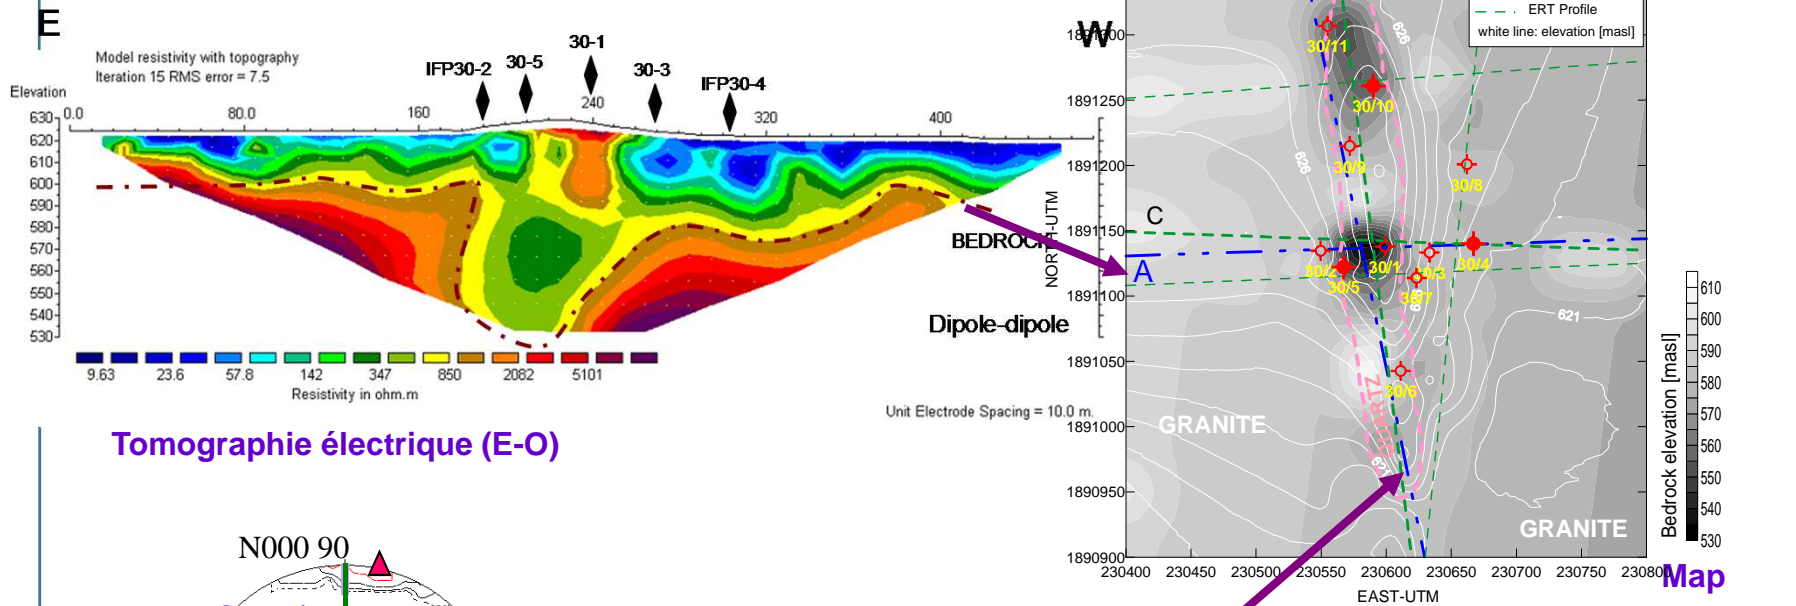 E
W
Model resistivity with topography
Iteration 15 RMS error = 7.5
Elevation
0.0
80.0
160
240
320
400
IFP30-2
30-5
30-1
30-3
IFP30-4
630
620
610
600
590
580
570
560
550
540
530
BEDROCK
Dipole-dipole
9.63
23.6
57.8
142
347
850
2082
5101
Resistivity in ohm.m
Unit Electrode Spacing = 10.0 m.
Tomographie électrique (E-O)
N000 90
ERT Profile
white line: elevation [masl]
1891300
1891250
1891200
1891150
1891100
1891050
1891000
1890950
1890900
NORTH-UTM
230400
230450
230500
230550
230600
230650
230700
230750
230800
EAST-UTM
C
A
30/11
30/10
30/9
30/8
30/2
30/1
30/3
30/4
30/5
30/7
30/6
626
626
621
621
QUARTZ
GRANITE
GRANITE
Bedrock elevation [masl]
610
600
590
580
570
560
550
540
530
Map